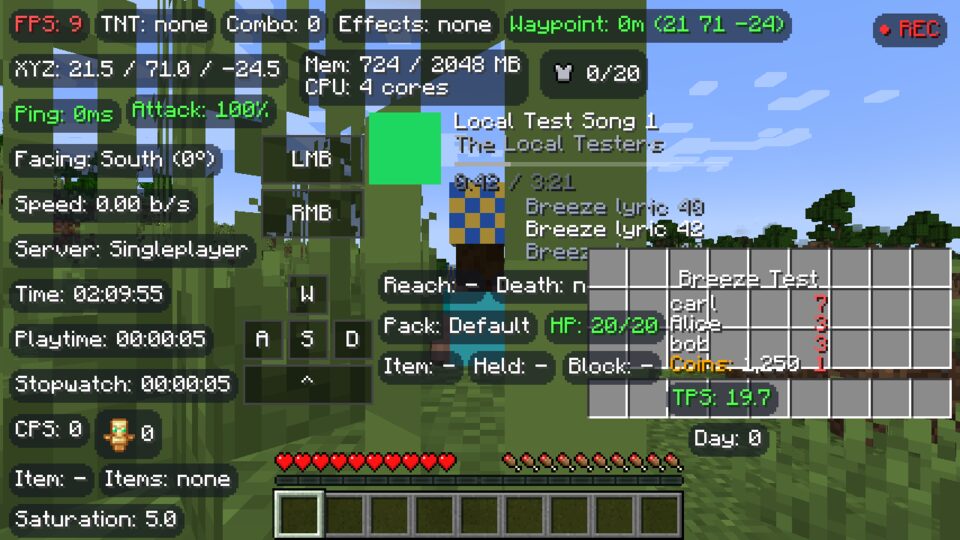 FPS: 9 TNT: none Combo: 0 Effects: none Waypoint: 0m (21 71 -24) REC
XYZ: 21.5 / 71.0 / -24.5
Mem: 724 / 2048 MB
CPU: 4 cores
0/20
Ping: 0ms Attack: 100%
Local Test Song 1
The Local Testers
0:42 / 3:21
Breeze lyric 40
Breeze lyric 42
Breeze
Facing: South (0°)
LMB
Speed: 0.00 b/s
RMB
Server: Singleplayer
Time: 02:09:55
W
A S D
^
Playtime: 00:00:05
Stopwatch: 00:00:05
Reach: - Death:
Pack: Default HP: 20/20
Item: - Held: - Block: -
Breeze Test
carl 7
Alice 3
bob 3
Coins: 1,250 1
TPS: 19.7
Day: 0
CPS: 0 0
Item: - Items: none
Saturation: 5.0